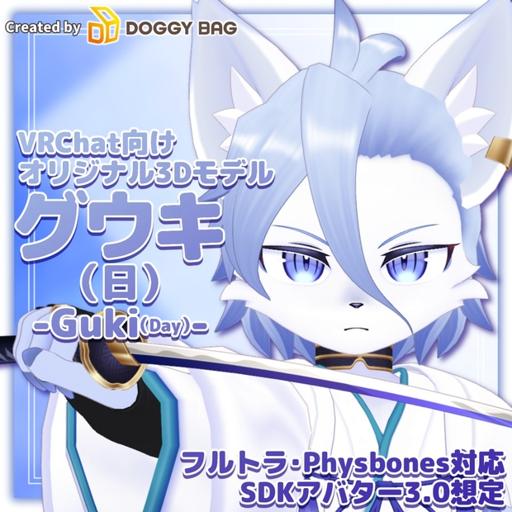 Created by DOGGY BAG
VRChat向け
オリジナル3Dモデル
グウキ
（日）
-Guki(Day)-
フルトラ・Physbones対応
SDKアバター3.0想定